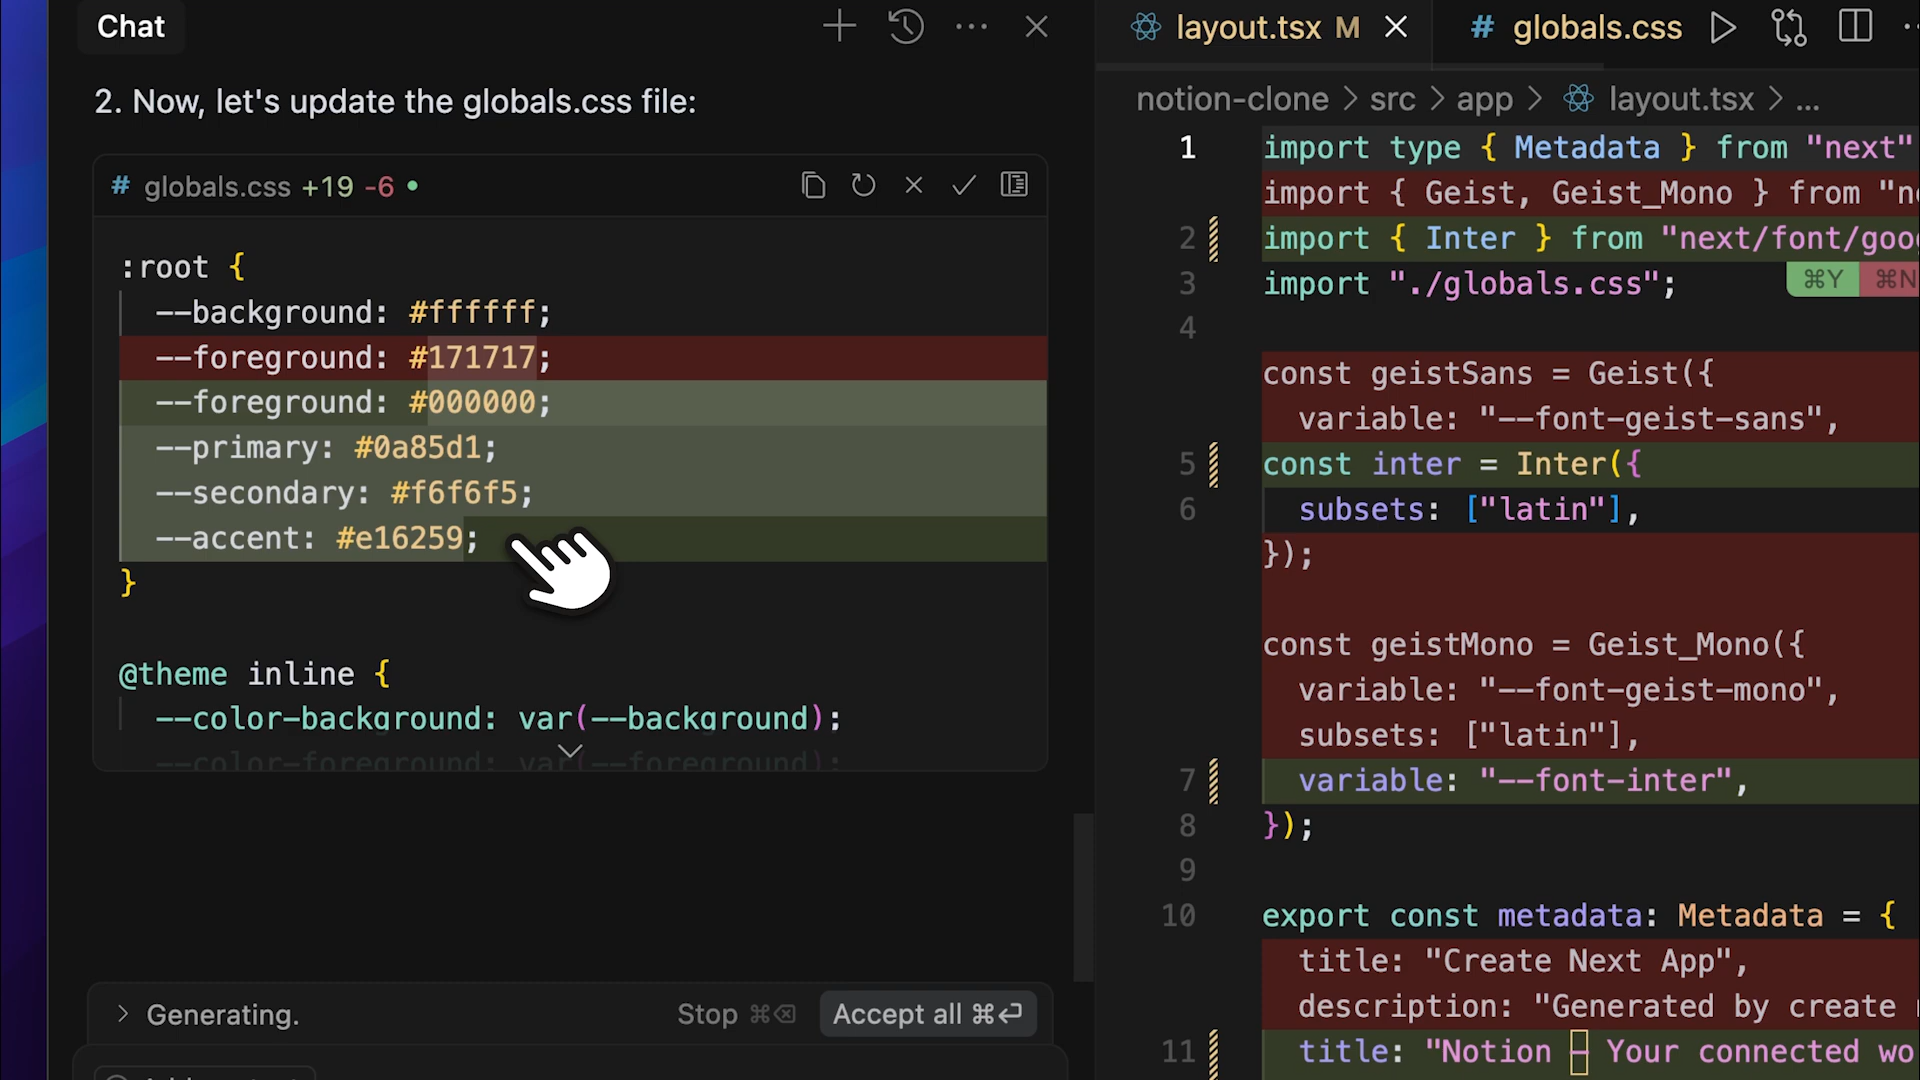 Chat
2. Now, let's update the globals.css file:
# globals.css +19 -6
:root {
--background: #ffffff;
--foreground: #171717;
--foreground: #000000;
--primary: #0a85d1;
--secondary: #f6f6f5;
--accent: #e16259;
}
@theme inline {
--color-background: var(--background);
--color-foreground: var(--foreground);
> Generating.
Stop ⌘⌫
Accept all ⌘⏎
layout.tsx M
# globals.css
notion-clone > src > app > layout.tsx > ...
1 import type { Metadata } from "next"
import { Geist, Geist_Mono } from "
2 import { Inter } from "next/font/goo
3 import "./globals.css";
⌘Y ⌘N
4
const geistSans = Geist({
variable: "--font-geist-sans",
5 const inter = Inter({
6 subsets: ["latin"],
});
const geistMono = Geist_Mono({
variable: "--font-geist-mono",
subsets: ["latin"],
7 variable: "--font-inter",
8 });
9
10 export const metadata: Metadata = {
title: "Create Next App",
description: "Generated by create
11 title: "Notion – Your connected wo